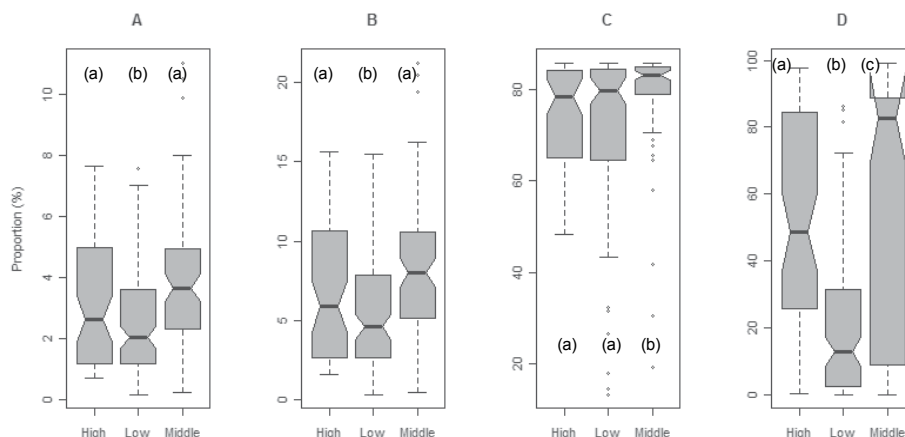 A
B
C
D
Proportion (%)
10
8
6
4
2
0
(a) (b) (a)
High Low Middle
20
15
10
5
0
(a) (b) (a)
High Low Middle
80
60
40
20
(a) (a) (b)
High Low Middle
100
80
60
40
20
0
(a) (b) (c)
High Low Middle